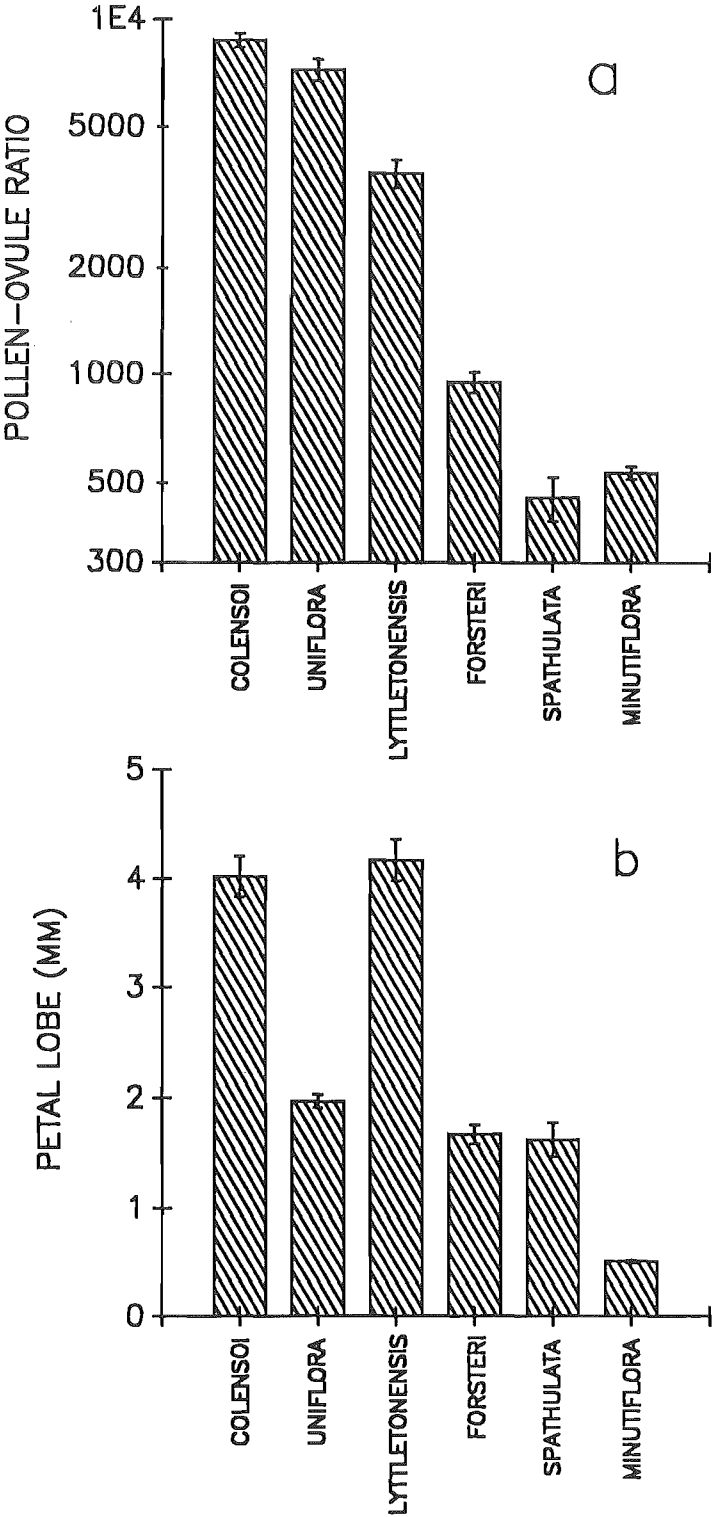 1E4
a
5000
2000
1000
500
300
POLLEN-OVULE RATIO
COLENSOI
UNIFLORA
LYTTLETONENSIS
FORSTERI
SPATHULATA
MINUTIFLORA
5
b
4
3
2
1
0
PETAL LOBE (MM)
COLENSOI
UNIFLORA
LYTTLETONENSIS
FORSTERI
SPATHULATA
MINUTIFLORA